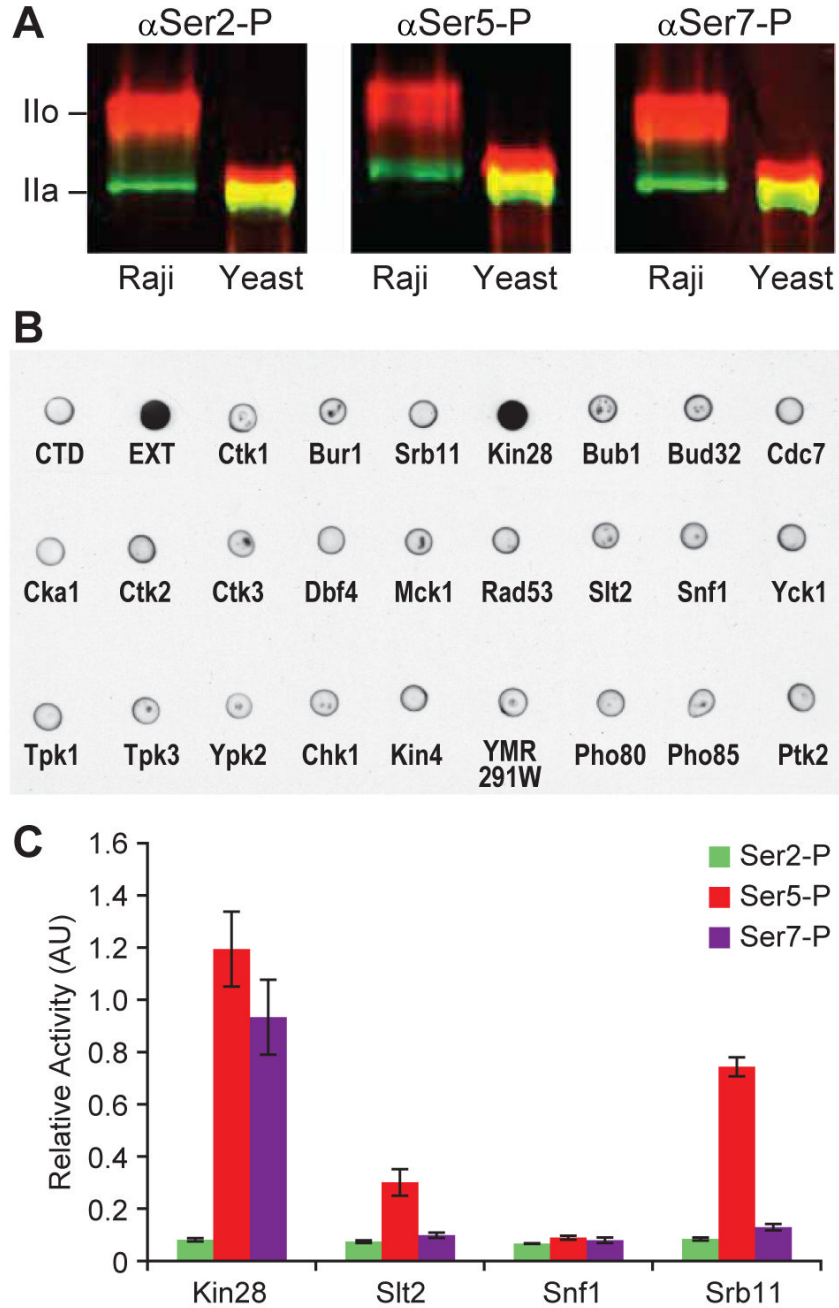 A
αSer2-P αSer5-P αSer7-P
IIo
IIa
Raji Yeast Raji Yeast Raji Yeast
B
CTD EXT Ctk1 Bur1 Srb11 Kin28 Bub1 Bud32 Cdc7
Cka1 Ctk2 Ctk3 Dbf4 Mck1 Rad53 Slt2 Snf1 Yck1
Tpk1 Tpk3 Ypk2 Chk1 Kin4 YMR Pho80 Pho85 Ptk2
291W
C
1.6
1.4
1.2
1.0
0.8
0.6
0.4
0.2
0
Relative Activity (AU)
Ser2-P
Ser5-P
Ser7-P
Kin28 Slt2 Snf1 Srb11